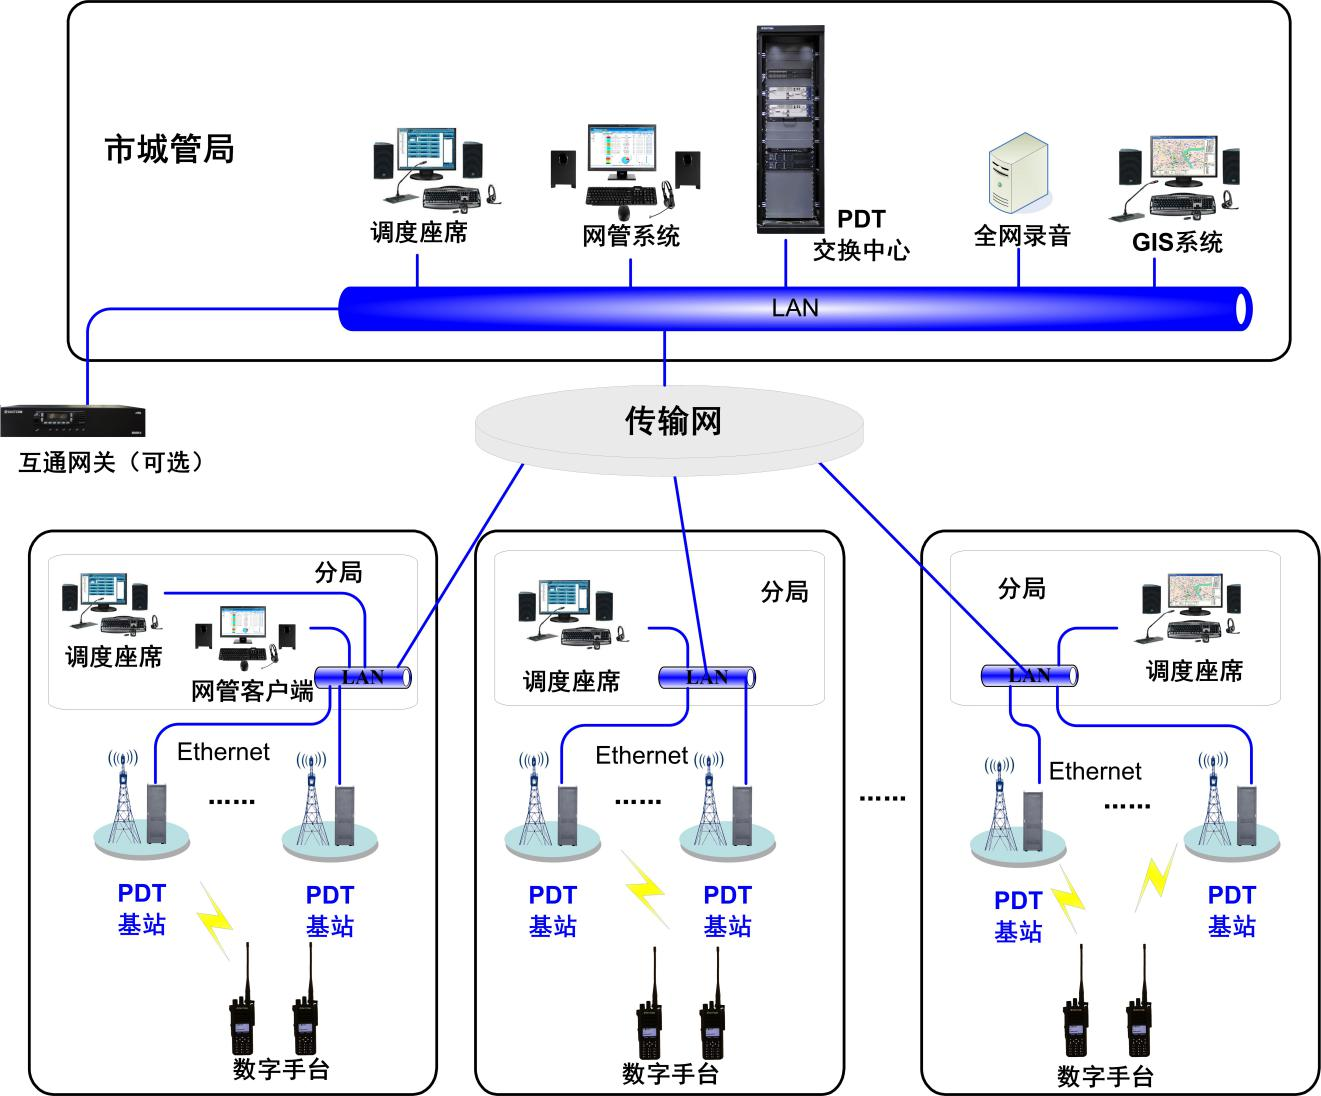 市城管局
调度座席
网管系统
PDT
交换中心
全网录音
GIS系统
LAN
互通网关（可选）
传输网
分局
调度座席
网管客户端
LAN
Ethernet
......
PDT
基站
PDT
基站
数字手台
分局
调度座席
LAN
Ethernet
......
PDT
基站
PDT
基站
数字手台
......
分局
调度座席
LAN
Ethernet
......
PDT
基站
PDT
基站
数字手台